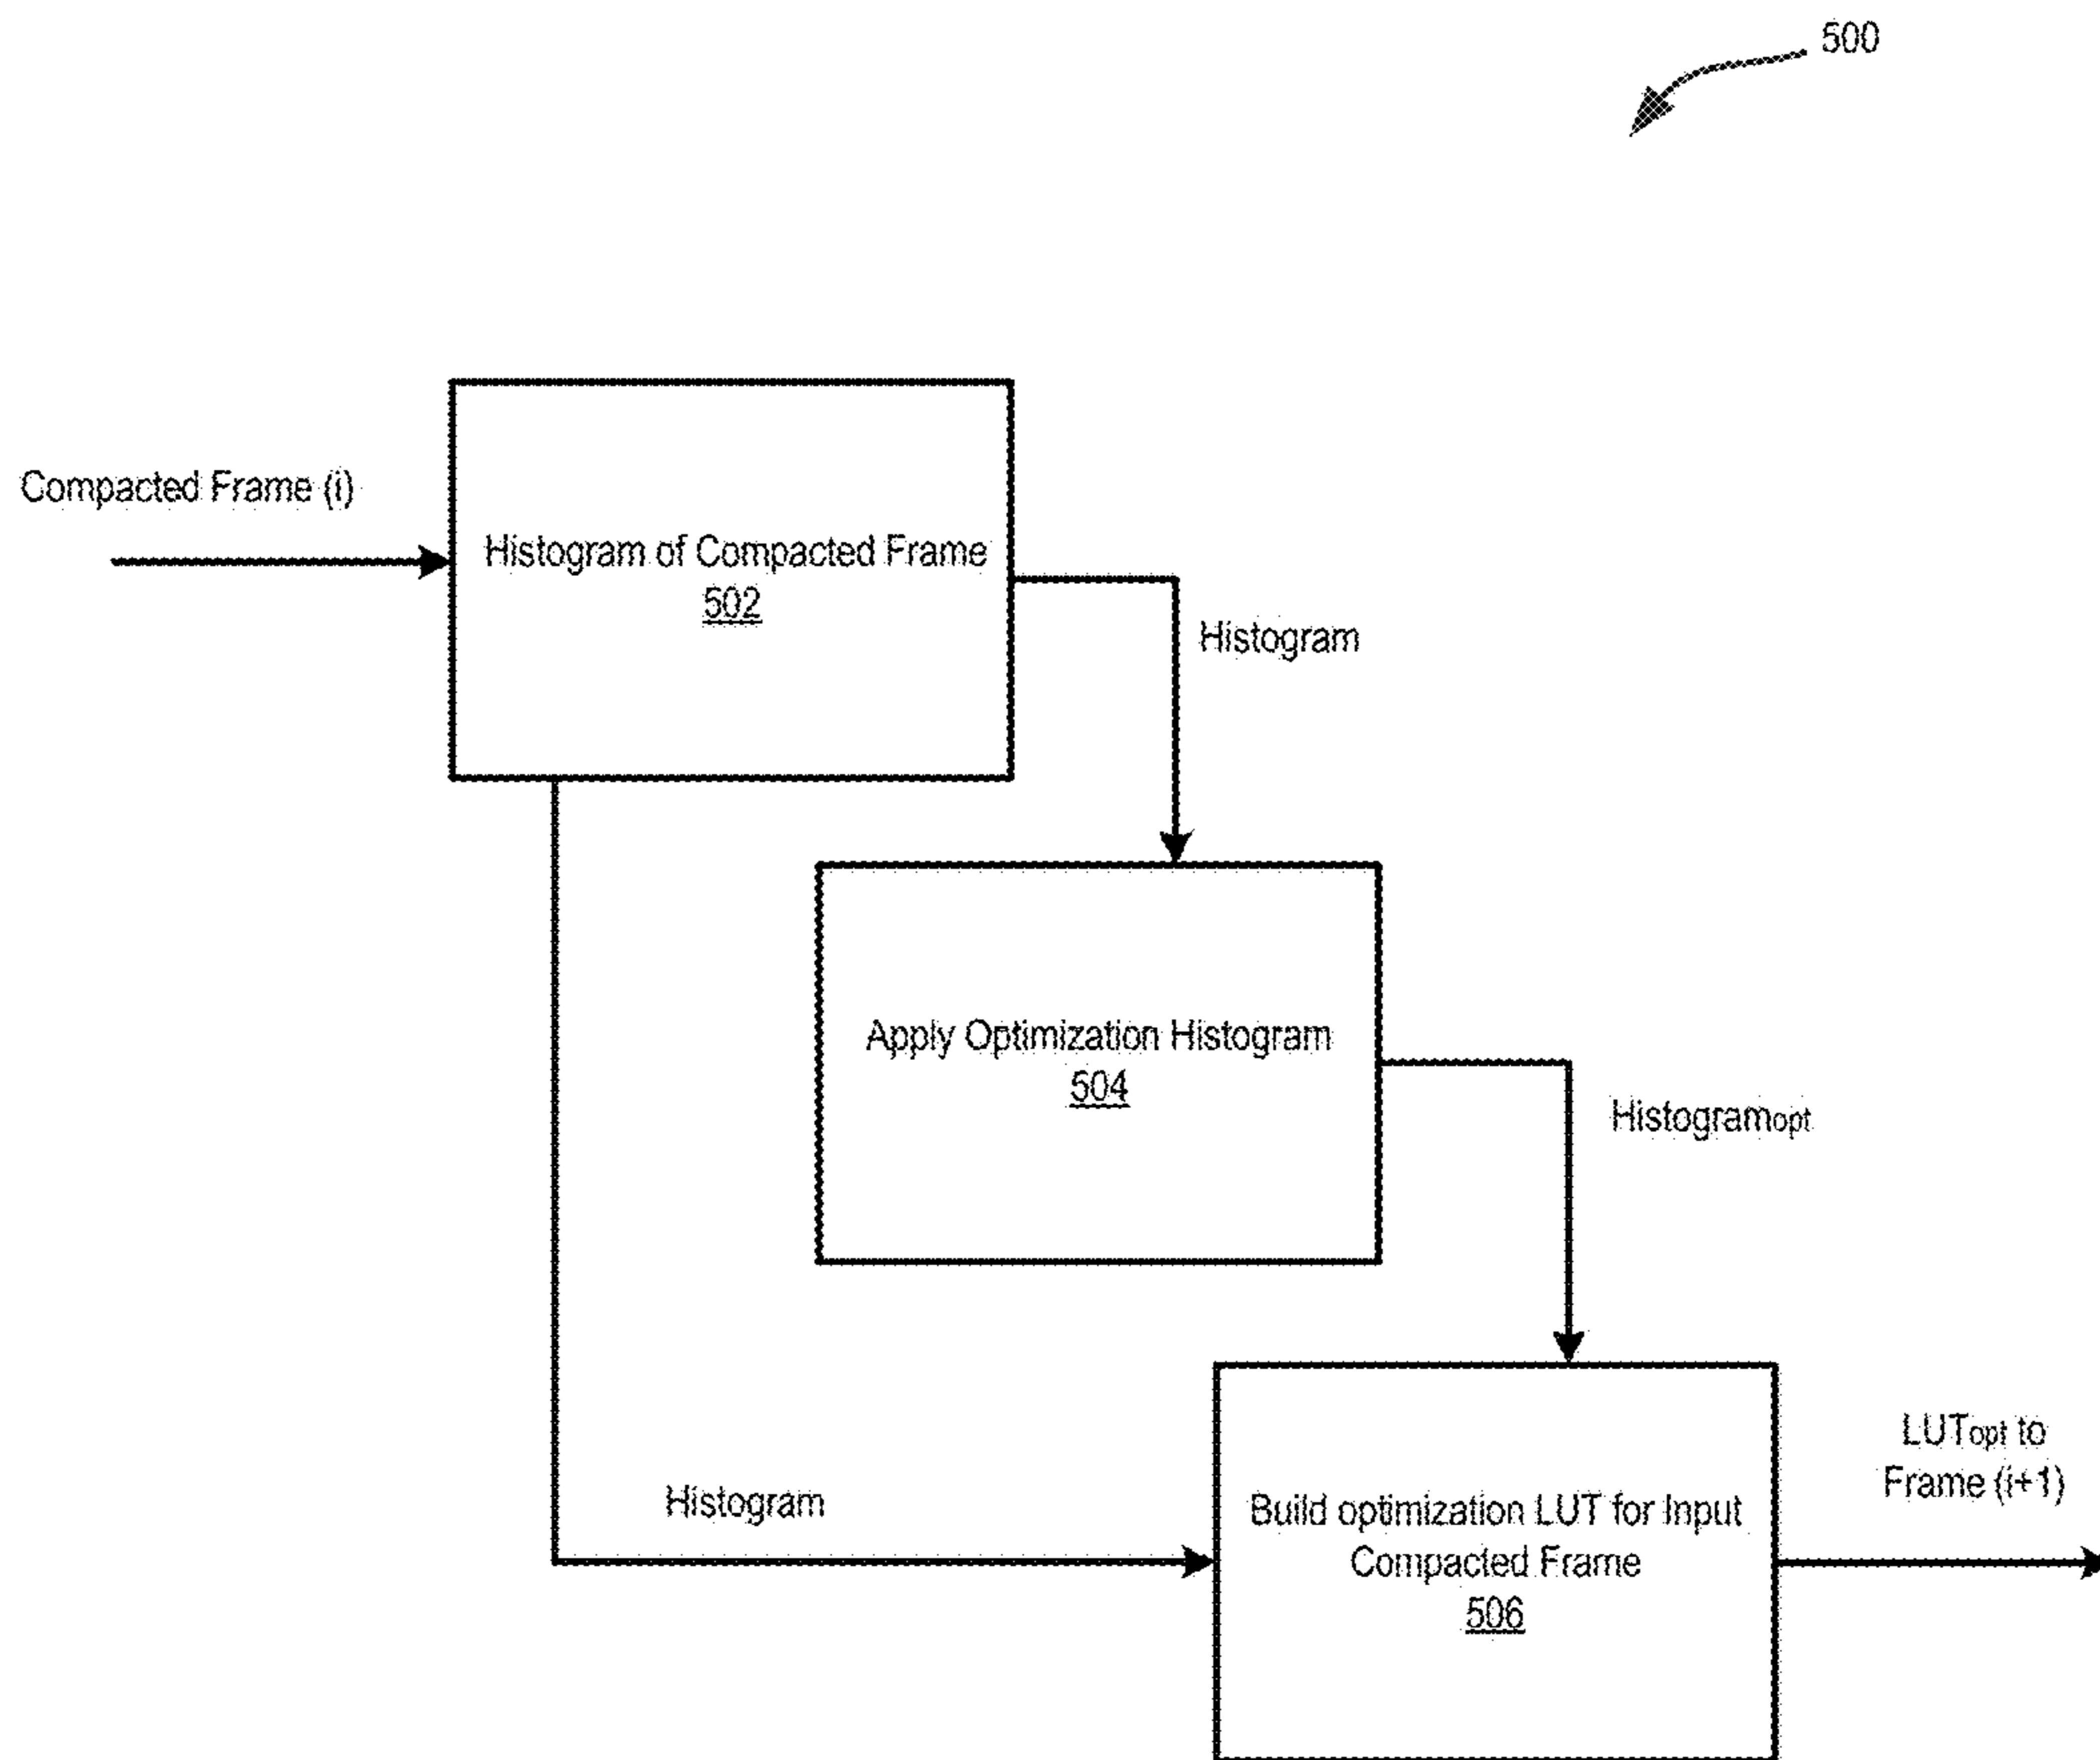 500
Compacted Frame (i)
Histogram of Compacted Frame
502
Histogram
Apply Optimization Histogram
504
Histogramopt
Histogram
Build optimization LUT for Input
Compacted Frame
506
LUTopt to
Frame (i+1)